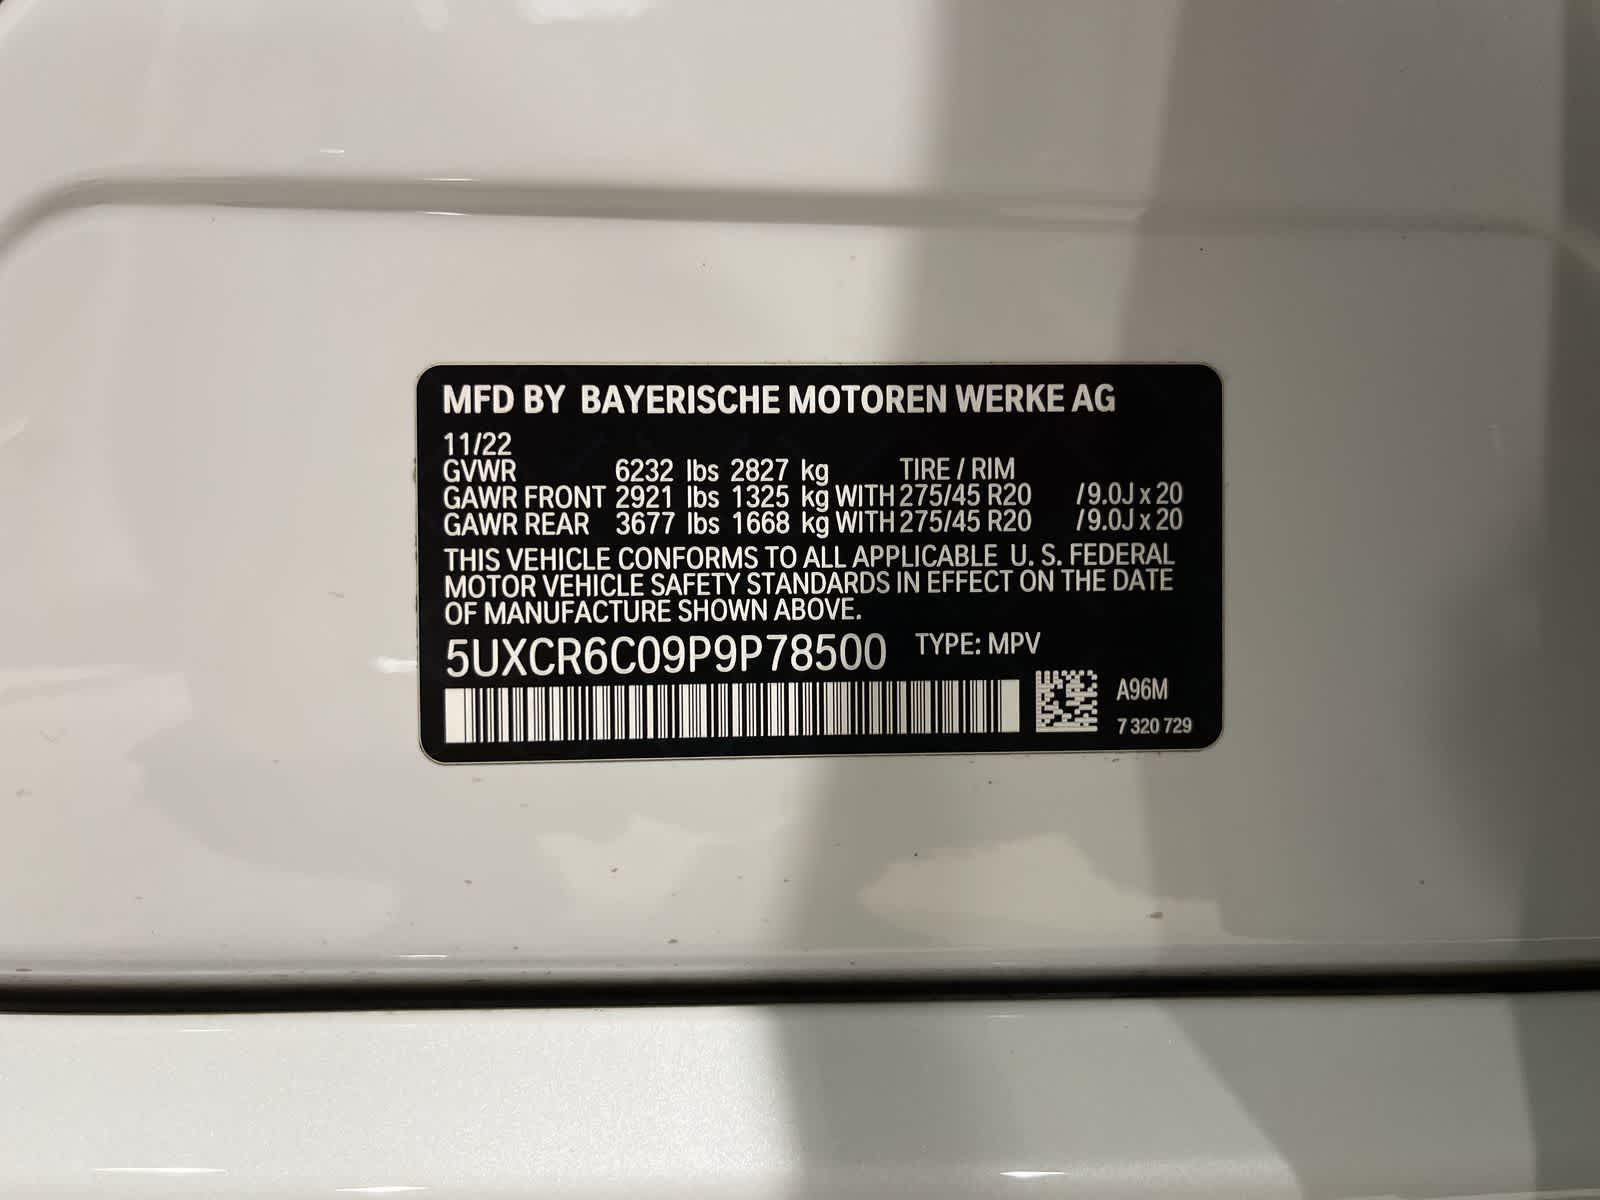 MFD BY BAYERISCHE MOTOREN WERKE AG
11/22
GVWR 6232 lbs 2827 kg TIRE / RIM
GAWR FRONT 2921 lbs 1325 kg WITH 275/45 R20 / 9.0J x 20
GAWR REAR 3677 lbs 1668 kg WITH 275/45 R20 / 9.0J x 20
THIS VEHICLE CONFORMS TO ALL APPLICABLE U. S. FEDERAL
MOTOR VEHICLE SAFETY STANDARDS IN EFFECT ON THE DATE
OF MANUFACTURE SHOWN ABOVE.
5UXCR6C09P9P78500 TYPE: MPV
A96M
7 320 729